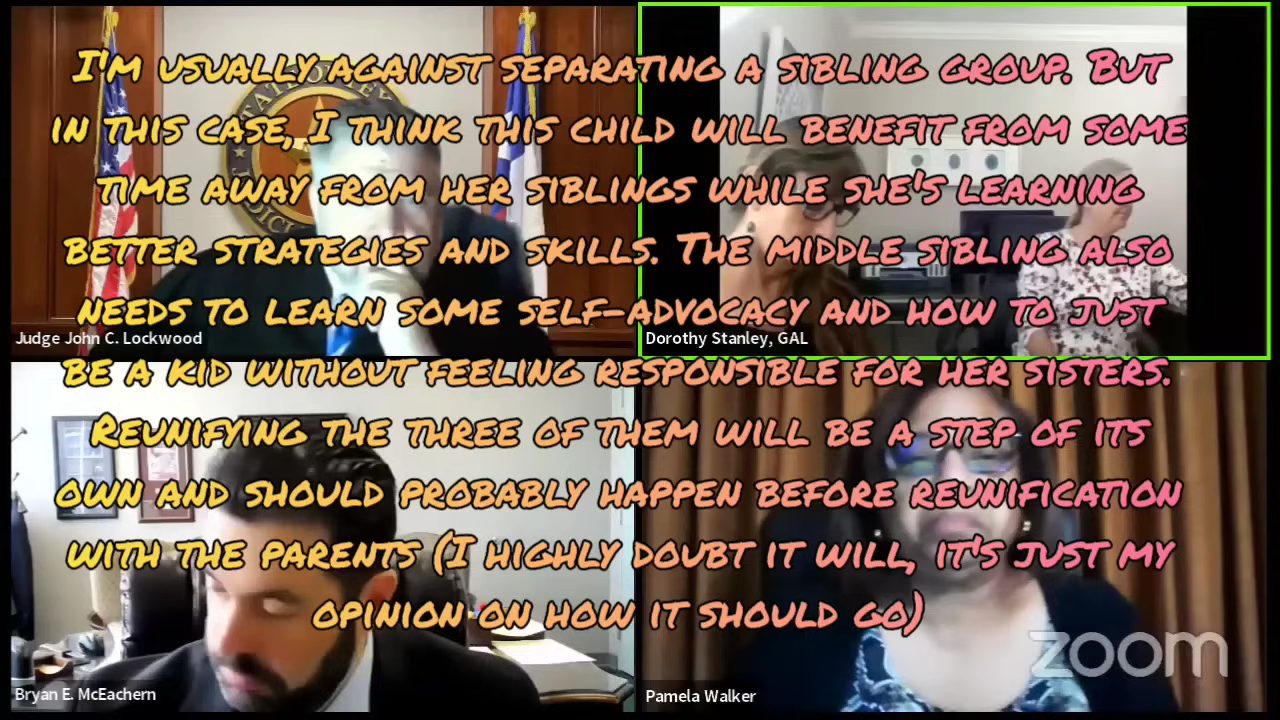 I'm usually against separating a sibling group. But
in this case, I think this child will benefit from some
time away from her siblings while she's learning
better strategies and skills. The middle sibling also
needs to learn some self-advocacy and how to just
be a kid without feeling responsible for her sisters.
Reunifying the three of them will be a step of its
own and should probably happen before reunification
with the parents (I highly doubt it will, it's just my
opinion on how it should go)
Judge John C. Lockwood
Dorothy Stanley, GAL
Bryan E. McEachern
Pamela Walker
zoom